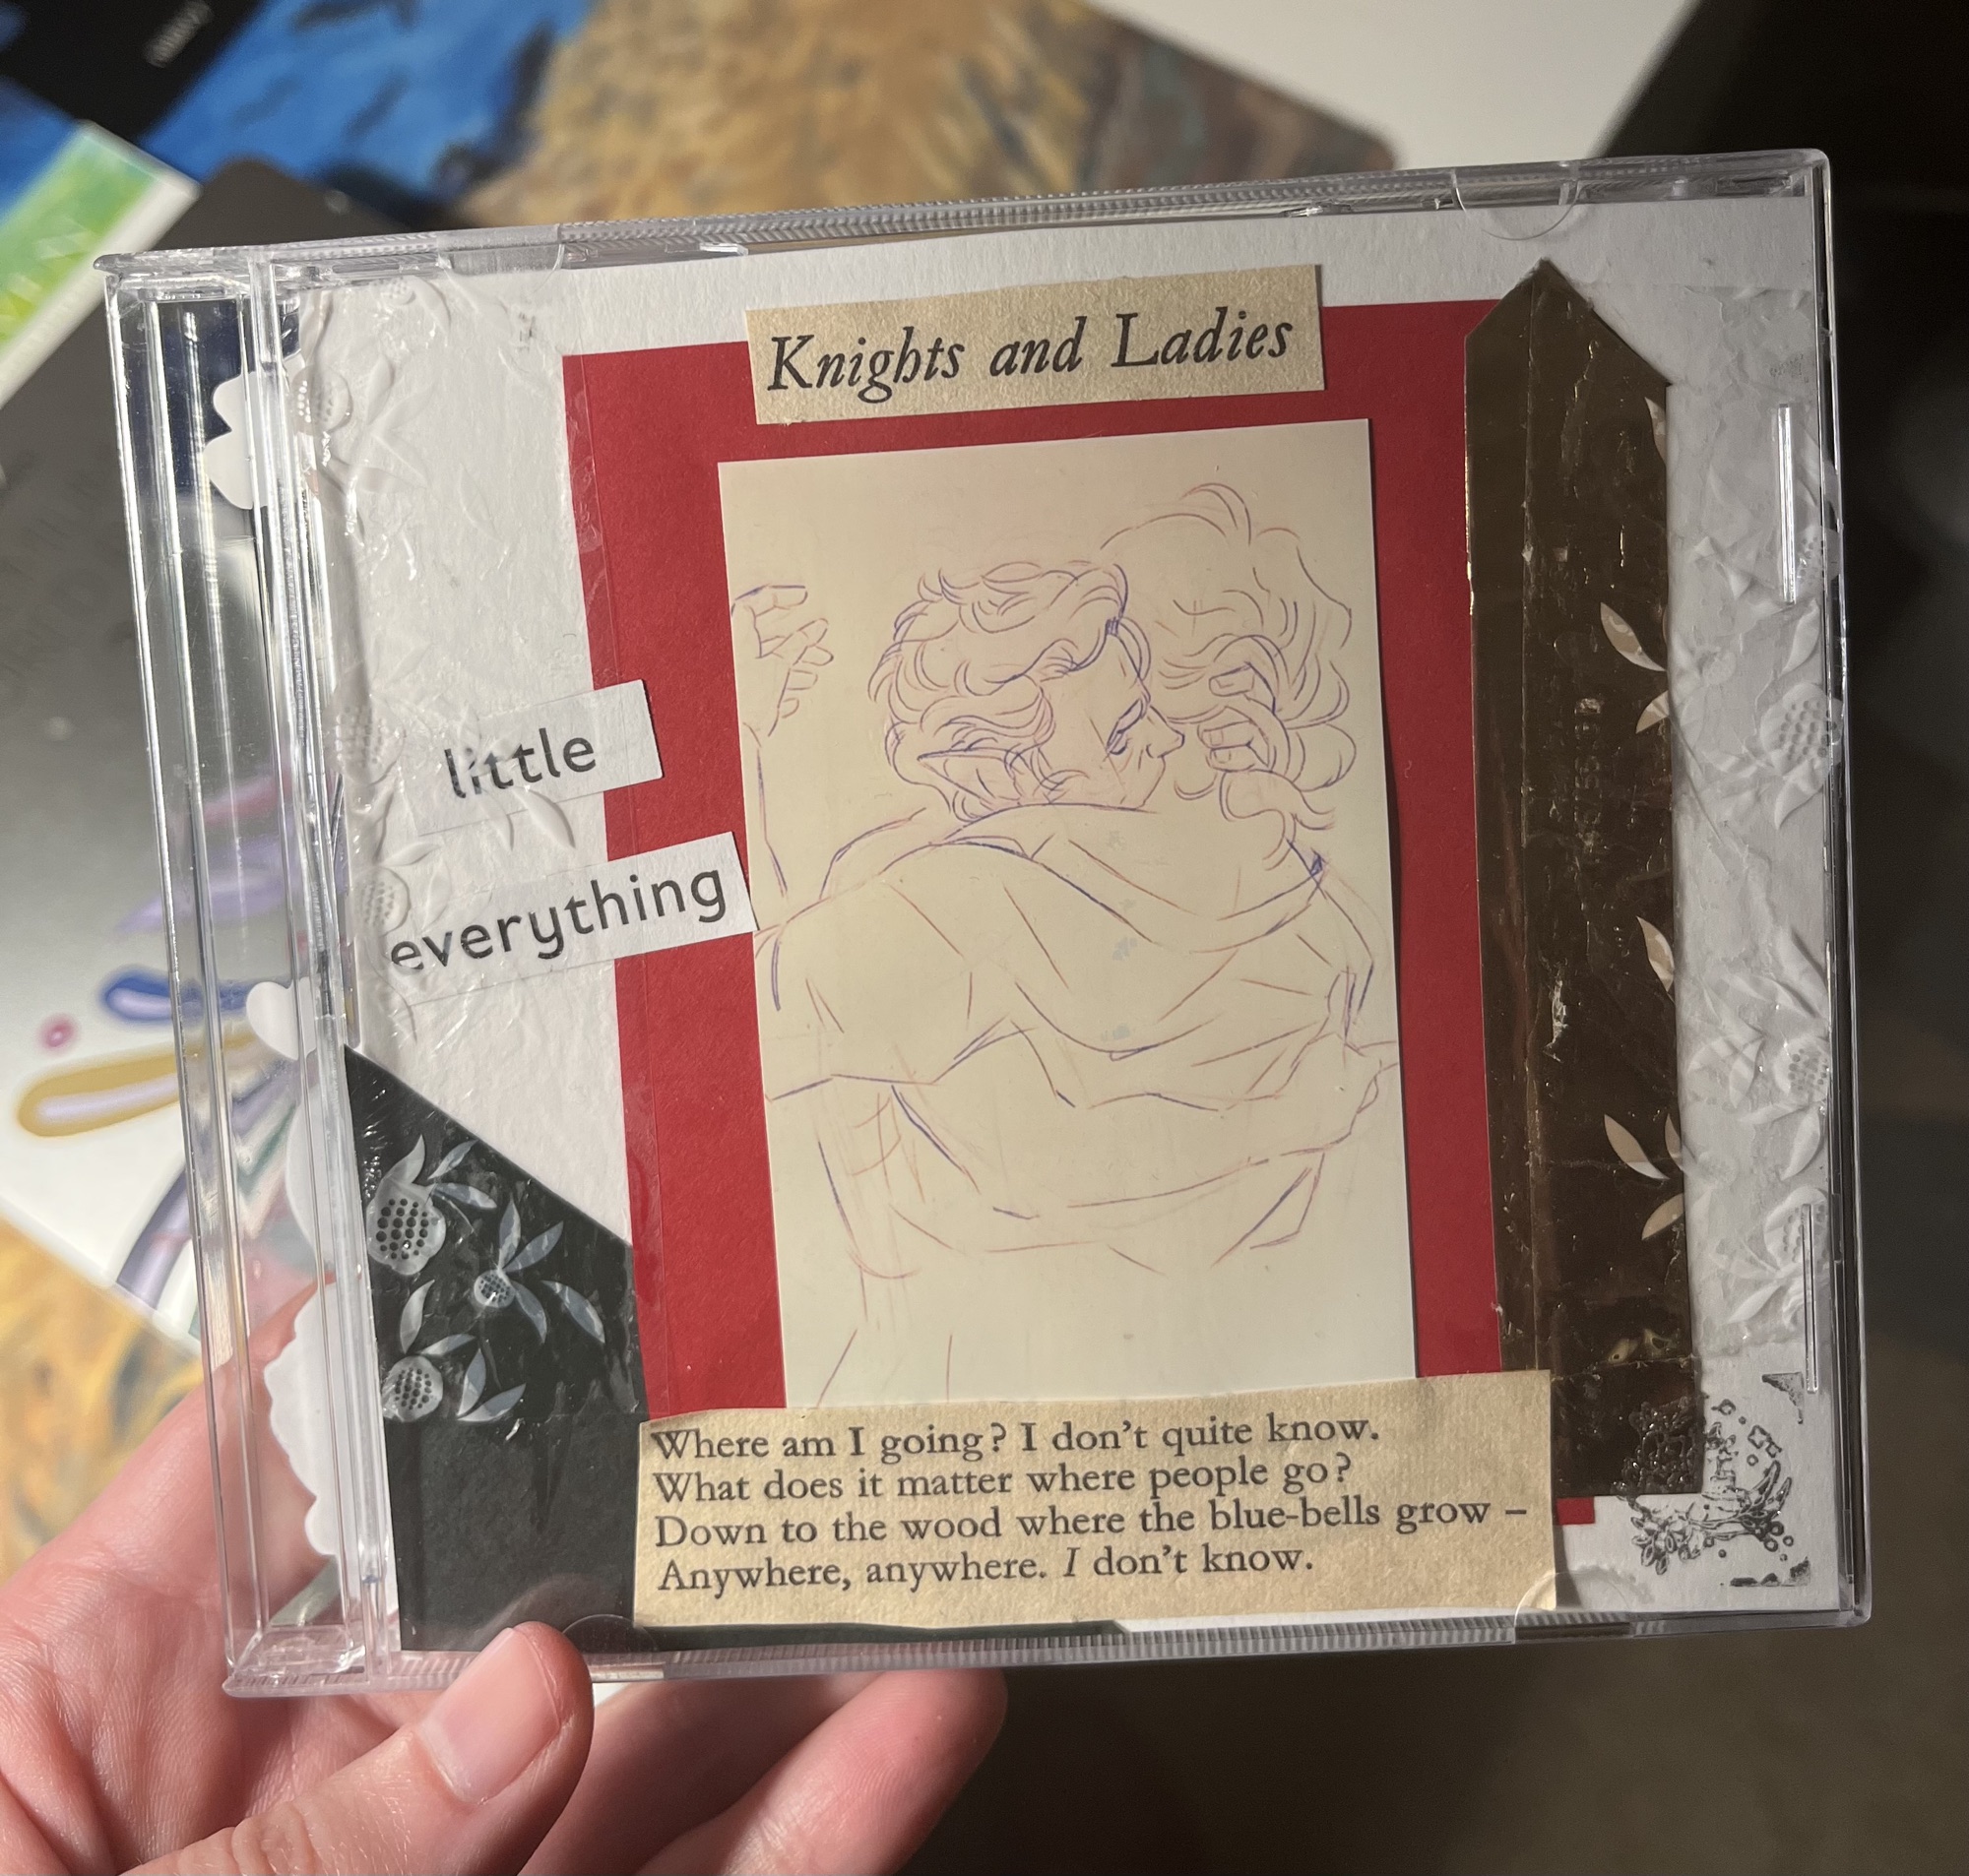 Knights and Ladies
little
everything
Where am I going? I don't quite know.
What does it matter where people go?
Down to the wood where the blue-bells grow –
Anywhere, anywhere. I don't know.